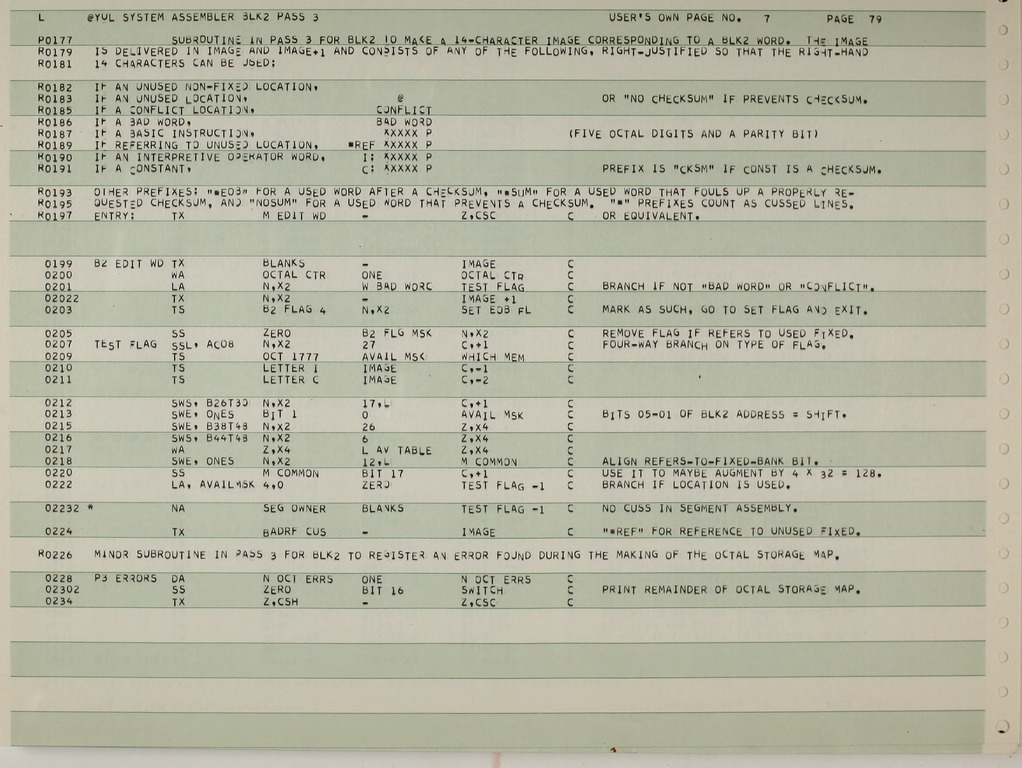 L @YUL SYSTEM ASSEMBLER BLK2 PASS 3 USER'S OWN PAGE NO. 7 PAGE 79
P0177 SUBROUTINE IN PASS 3 FOR BLK2 TO MAKE A 14-CHARACTER IMAGE CORRESPONDING TO A BLK2 WORD. THE IMAGE
R0179 IS DELIVERED IN IMAGE AND IMAGE+1 AND CONSISTS OF ANY OF THE FOLLOWING, RIGHT-JUSTIFIED SO THAT THE RIGHT-HAND
R0181 14 CHARACTERS CAN BE USED:
R0182 IF AN UNUSED NON-FIXED LOCATION,
R0183 IF AN UNUSED LOCATION, @ OR "NO CHECKSUM" IF PREVENTS CHECKSUM.
R0185 IF A CONFLICT LOCATION, CONFLICT
R0186 IF A BAD WORD, BAD WORD
R0187 IF A BASIC INSTRUCTION, XXXXX P (FIVE OCTAL DIGITS AND A PARITY BIT)
R0189 IF REFERRING TO UNUSED LOCATION, ■REF XXXXX P
R0190 IF AN INTERPRETIVE OPERATOR WORD, I: XXXXX P
R0191 IF A CONSTANT, C: XXXXX P PREFIX IS "CKSM" IF CONST IS A CHECKSUM.
R0193 OTHER PREFIXES: "■EOB" FOR A USED WORD AFTER A CHECKSUM, "■SUM" FOR A USED WORD THAT FOULS UP A PROPERLY RE-
R0195 QUESTED CHECKSUM, AND "NOSUM" FOR A USED WORD THAT PREVENTS A CHECKSUM. "■" PREFIXES COUNT AS CUSSED LINES.
R0197 ENTRY: TX M EDIT WD - Z,CSC C OR EQUIVALENT.
0199 B2 EDIT WD TX BLANKS - IMAGE C
0200 WA OCTAL CTR ONE OCTAL CTR C
0201 LA N,X2 W BAD WORC TEST FLAG C BRANCH IF NOT "BAD WORD" OR "CONFLICT".
02022 TX N,X2 - IMAGE +1 C
0203 TS B2 FLAG 4 N,X2 SET EOB FL C MARK AS SUCH, GO TO SET FLAG AND EXIT.
0205 SS ZERO B2 FLG MSK N,X2 C REMOVE FLAG IF REFERS TO USED FIXED.
0207 TEST FLAG SSL, AC08 N,X2 27 C,+1 C FOUR-WAY BRANCH ON TYPE OF FLAG.
0209 TS OCT 1777 AVAIL MSK WHICH MEM C
0210 TS LETTER I IMAGE C,-1 C
0211 TS LETTER C IMAGE C,-2 C
0212 SWS, B26T30 N,X2 17,L C,+1 C
0213 SWE, ONES BIT 1 0 AVAIL MSK C BITS 05-01 OF BLK2 ADDRESS = SHIFT.
0215 SWE, B38T48 N,X2 26 Z,X4 C
0216 SWS, B44T48 N,X2 6 Z,X4 C
0217 WA Z,X4 L AV TABLE Z,X4 C
0218 SWE, ONES N,X2 12,L M COMMON C ALIGN REFERS-TO-FIXED-BANK BIT.
0220 SS M COMMON BIT 17 C,+1 C USE IT TO MAYBE AUGMENT BY 4 X 32 = 128.
0222 LA, AVAILMSK 4,0 ZERO TEST FLAG -1 C BRANCH IF LOCATION IS USED.
02232 * NA SEG OWNER BLANKS TEST FLAG -1 C NO CUSS IN SEGMENT ASSEMBLY.
0224 TX BADRF CUS - IMAGE C "■REF" FOR REFERENCE TO UNUSED FIXED.
R0226 MINOR SUBROUTINE IN PASS 3 FOR BLK2 TO REGISTER AN ERROR FOUND DURING THE MAKING OF THE OCTAL STORAGE MAP.
0228 P3 ERRORS DA N OCT ERRS ONE N OCT ERRS C
02302 SS ZERO BIT 16 SWITCH C PRINT REMAINDER OF OCTAL STORAGE MAP.
0234 TX Z,CSH - Z,CSC C